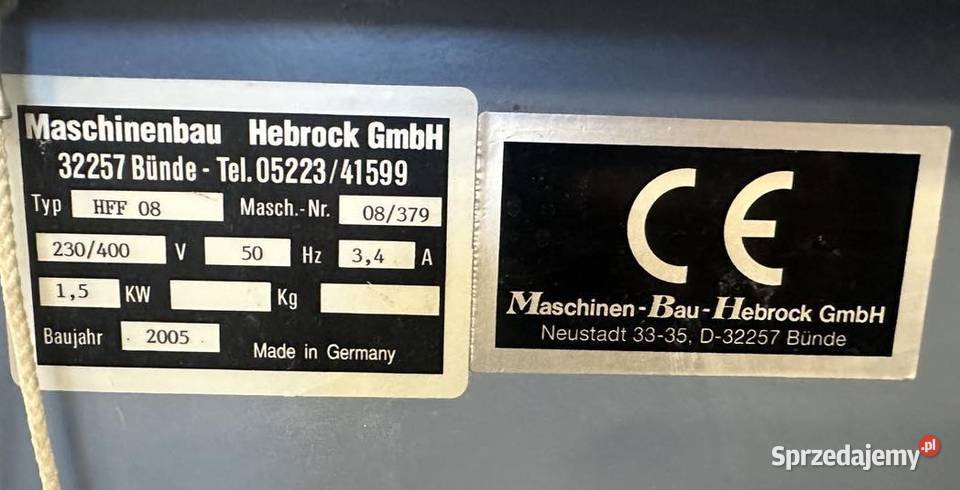 Maschinenbau Hebrock GmbH
32257 Bünde - Tel. 05223/41599
Typ HFF 08 Masch.-Nr. 08/379
230/400 V 50 Hz 3,4 A
1,5 KW Kg
Baujahr 2005 Made in Germany
CE
Maschinen-Bau-Hebrock GmbH
Neustadt 33-35, D-32257 Bünde
Sprzedajemy.pl